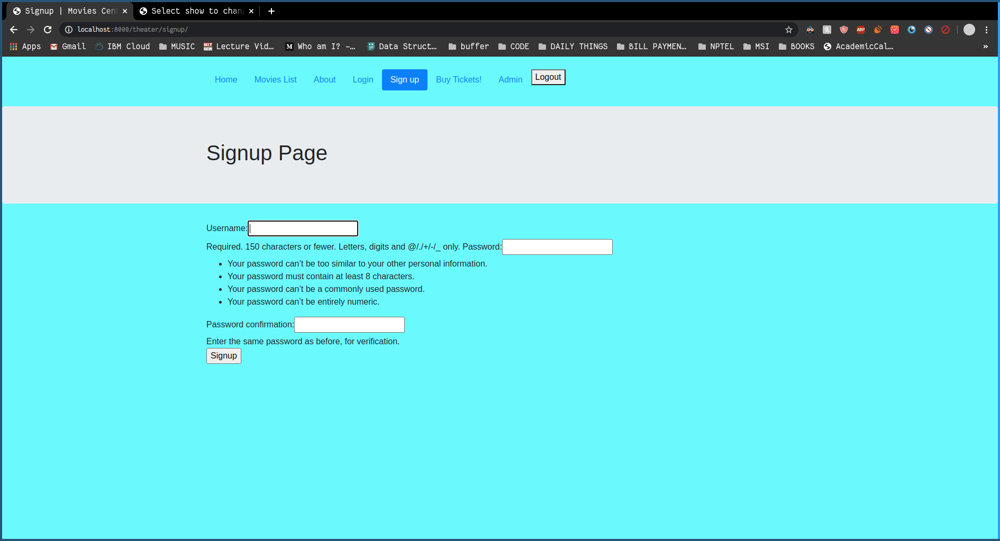 Signup | Movies Cen
Select show to chan
localhost:8000/theater/signup/
ABP
Apps Gmail IBM Cloud MUSIC MIT OCW Lecture Vid… M Who am I? –… Data Struct… buffer CODE DAILY THINGS BILL PAYMEN… NPTEL MSI BOOKS AcademicCal… »
Home Movies List About Login Sign up Buy Tickets! Admin Logout
Signup Page
Username:
Required. 150 characters or fewer. Letters, digits and @/./+/-/_ only. Password:
• Your password can’t be too similar to your other personal information.
• Your password must contain at least 8 characters.
• Your password can’t be a commonly used password.
• Your password can’t be entirely numeric.
Password confirmation:
Enter the same password as before, for verification.
Signup